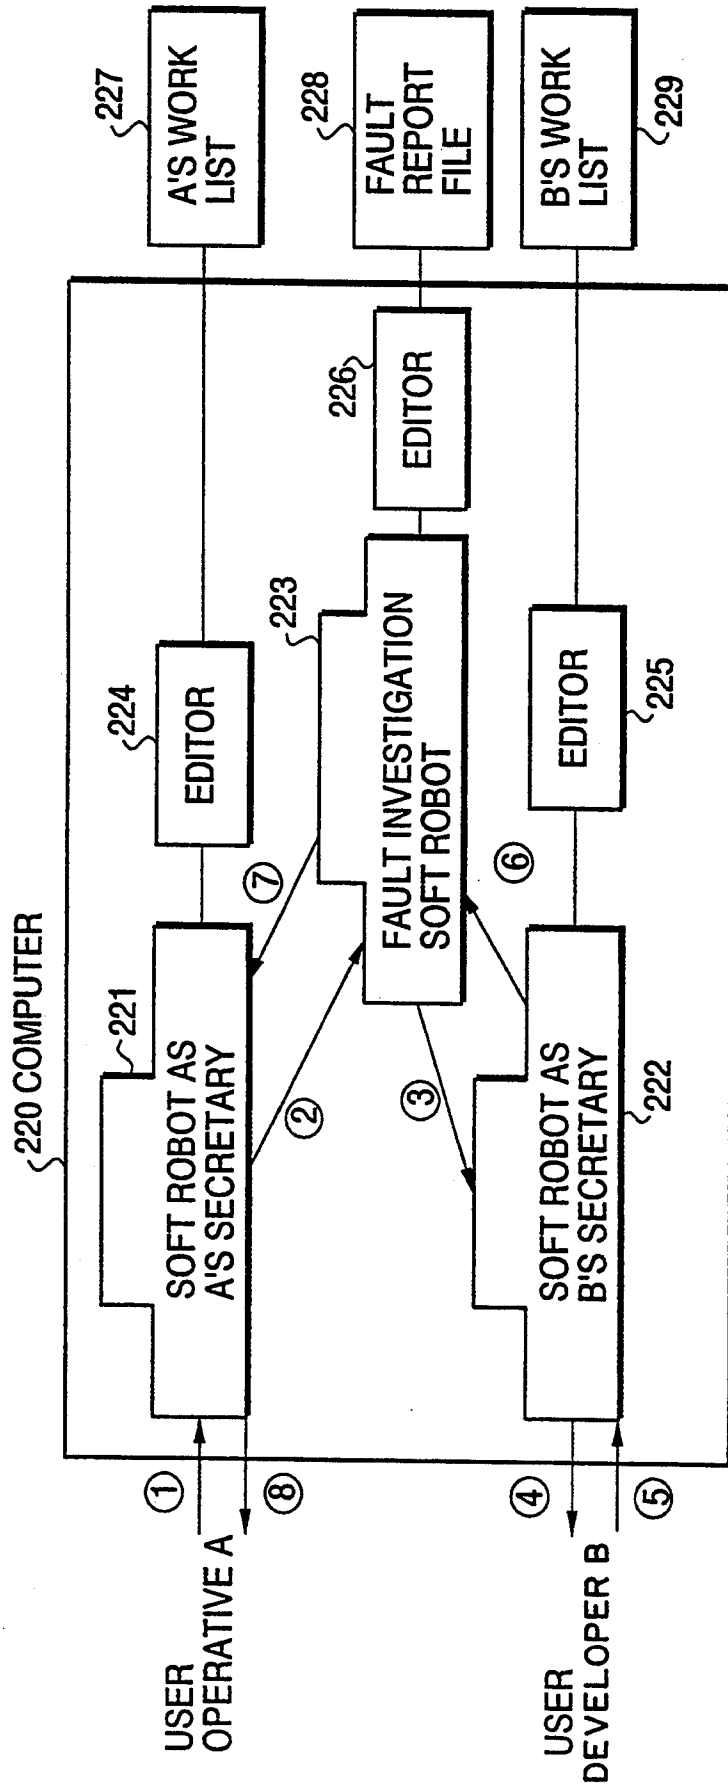 220 COMPUTER
221
SOFT ROBOT AS
A'S SECRETARY
224
EDITOR
227
A'S WORK
LIST
USER
OPERATIVE A
①
⑧
②
⑦
223
FAULT INVESTIGATION
SOFT ROBOT
226
EDITOR
228
FAULT
REPORT
FILE
③
⑥
USER
DEVELOPER B
④
⑤
SOFT ROBOT AS
B'S SECRETARY
222
EDITOR
225
B'S WORK
LIST
229